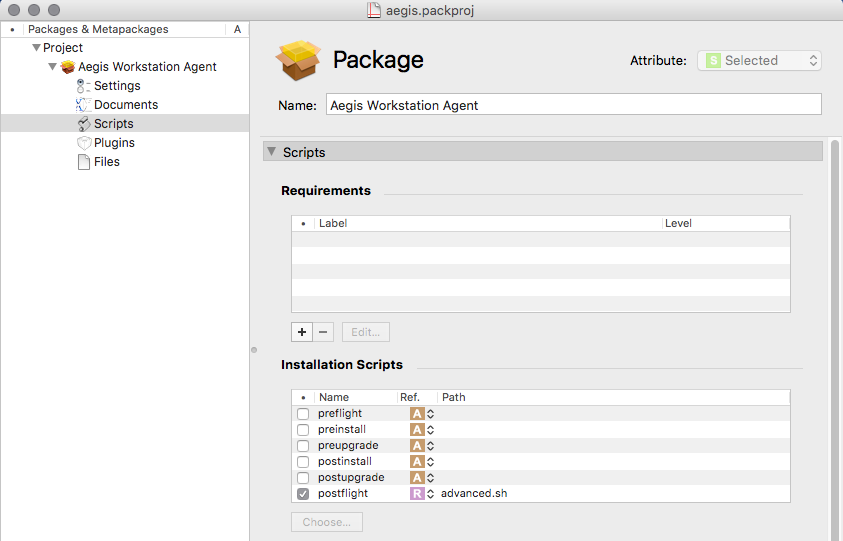 aegis.packproj
• Packages & Metapackages A
Project
Aegis Workstation Agent
Settings
Documents
Scripts
Plugins
Files
Package
Attribute: S Selected
Name: Aegis Workstation Agent
Scripts
Requirements
• Label Level
+ − Edit...
Installation Scripts
• Name Ref. Path
preflight A
preinstall A
preupgrade A
postinstall A
postupgrade A
postflight R advanced.sh
Choose...